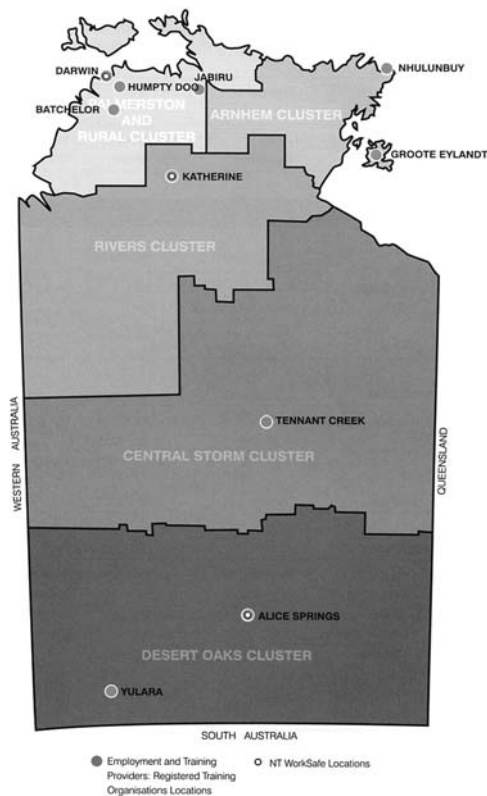 DARWIN
HUMPTY DOO
JABIRU
NHULUNBUY
BATCHELOR
PALMERSTON
AND
RURAL CLUSTER
ARNHEM CLUSTER
GROOTE EYLANDT
KATHERINE
RIVERS CLUSTER
WESTERN AUSTRALIA
QUEENSLAND
TENNANT CREEK
CENTRAL STORM CLUSTER
ALICE SPRINGS
DESERT OAKS CLUSTER
YULARA
SOUTH AUSTRALIA
Employment and Training
Providers: Registered Training
Organisations Locations
NT WorkSafe Locations